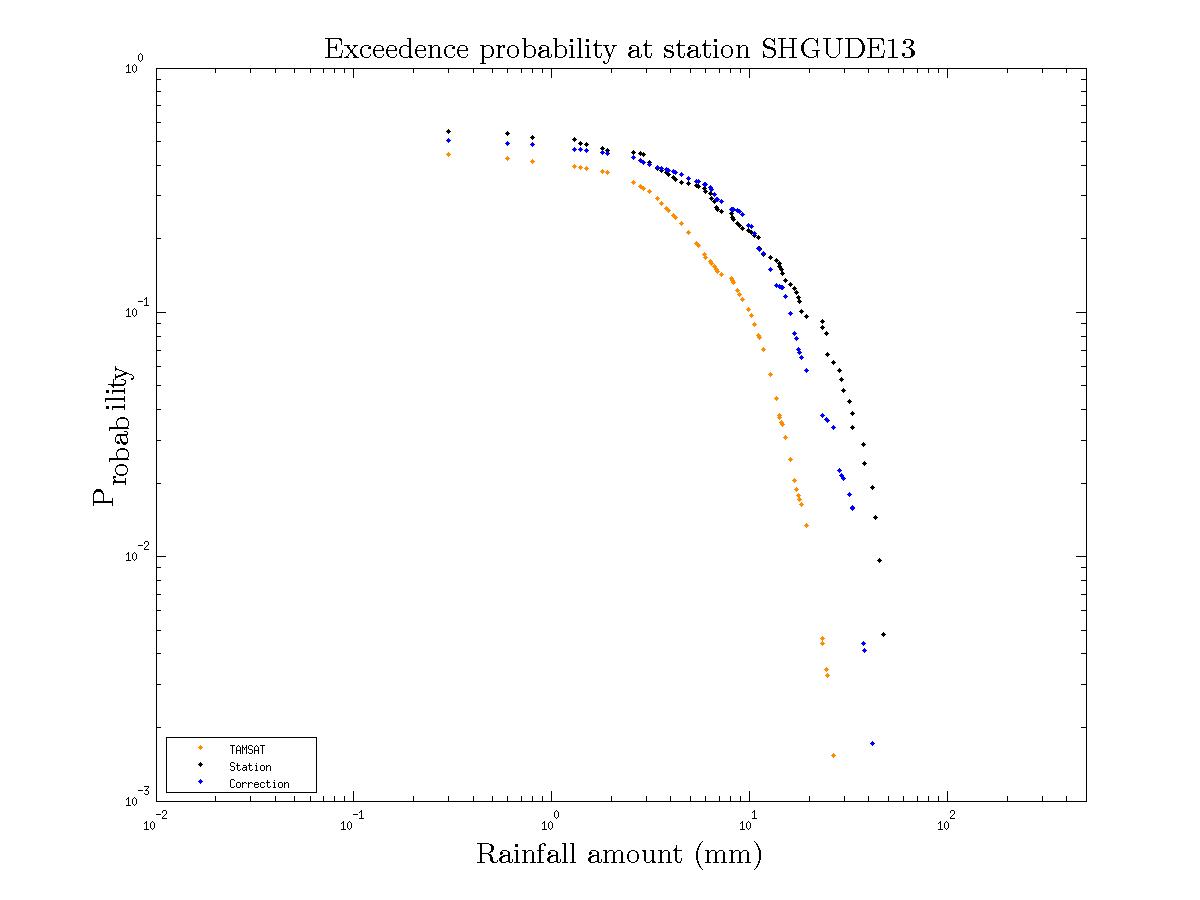 Exceedence probability at station SHGUDE13
10^0
10^-1
10^-2
10^-3
Probability
TAMSAT
Station
Correction
10^-2 10^-1 10^0 10^1 10^2
Rainfall amount (mm)